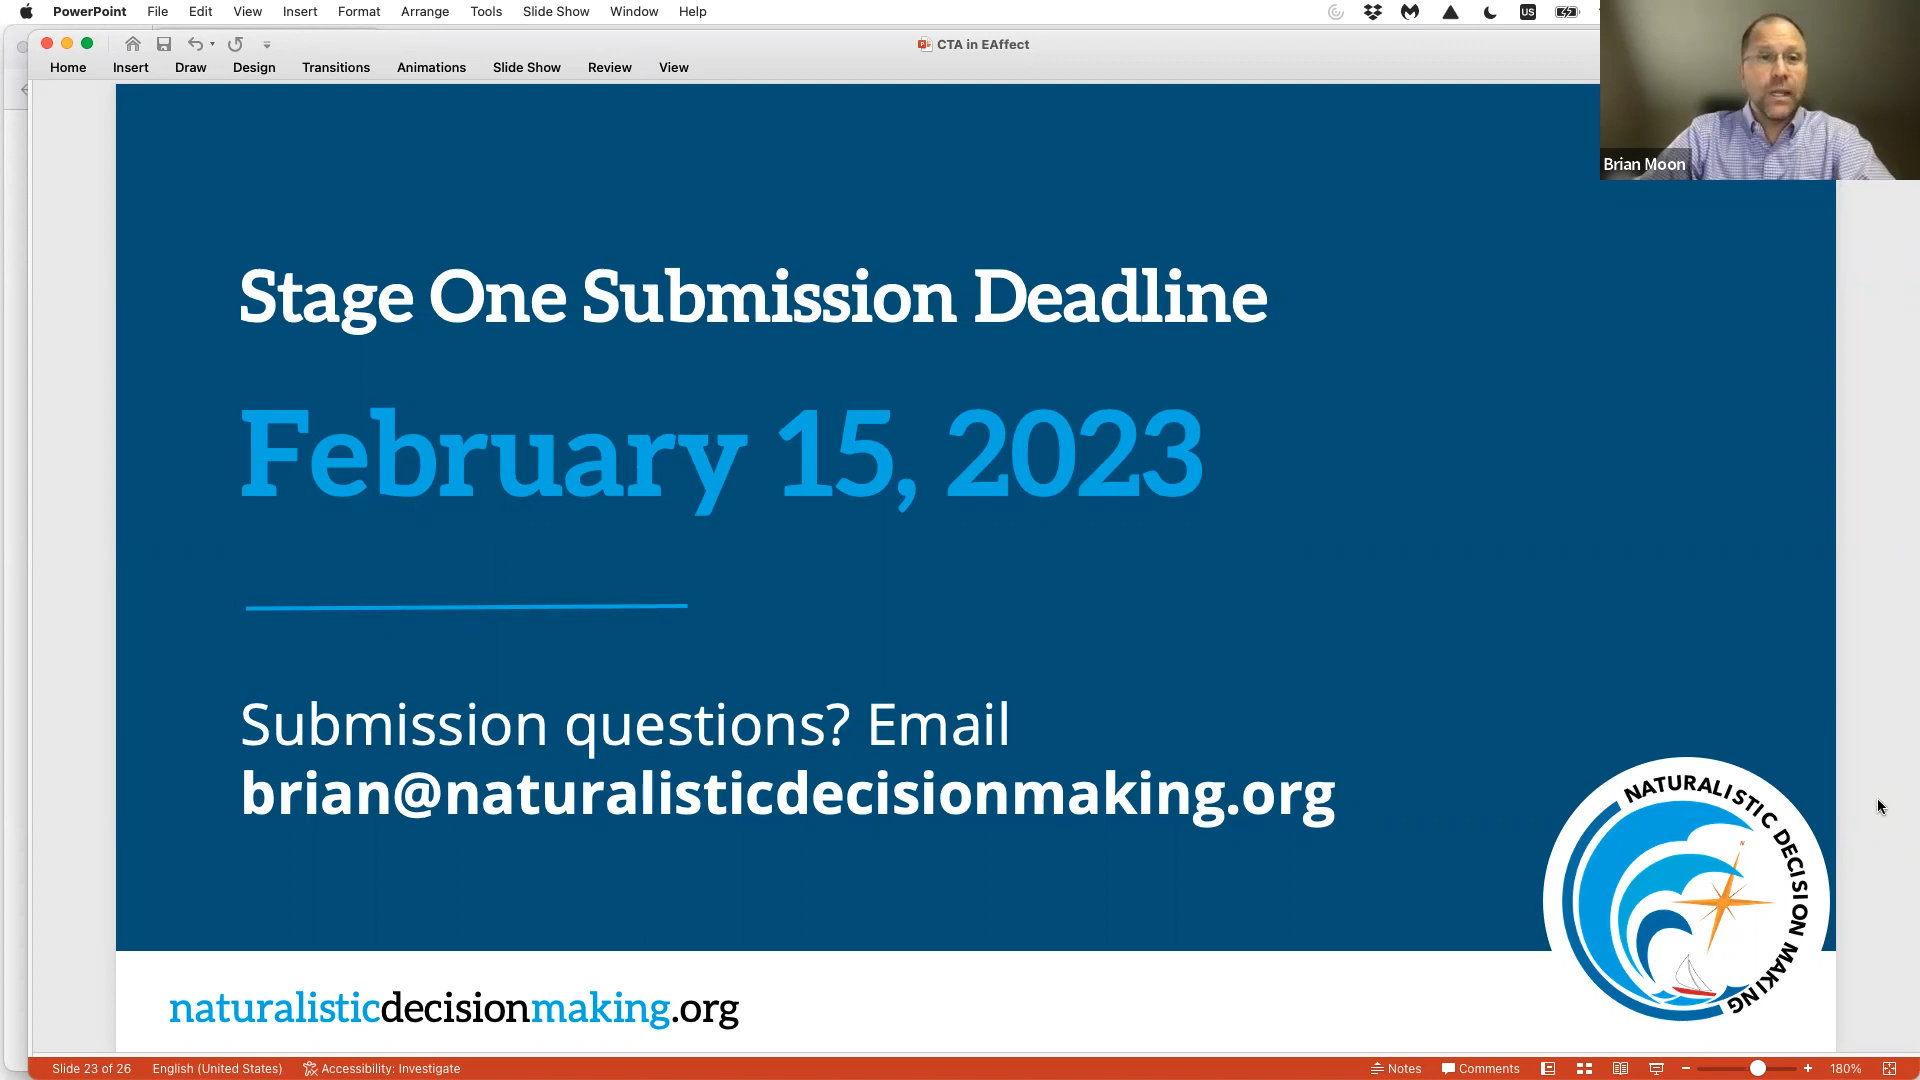 PowerPoint File Edit View Insert Format Arrange Tools Slide Show Window Help
US
CTA in EAffect
Home Insert Draw Design Transitions Animations Slide Show Review View
Brian Moon
Stage One Submission Deadline
February 15, 2023
Submission questions? Email
brian@naturalisticdecisionmaking.org
NATURALISTIC DECISION MAKING
N
naturalisticdecisionmaking.org
Slide 23 of 26 English (United States) Accessibility: Investigate Notes Comments 180%